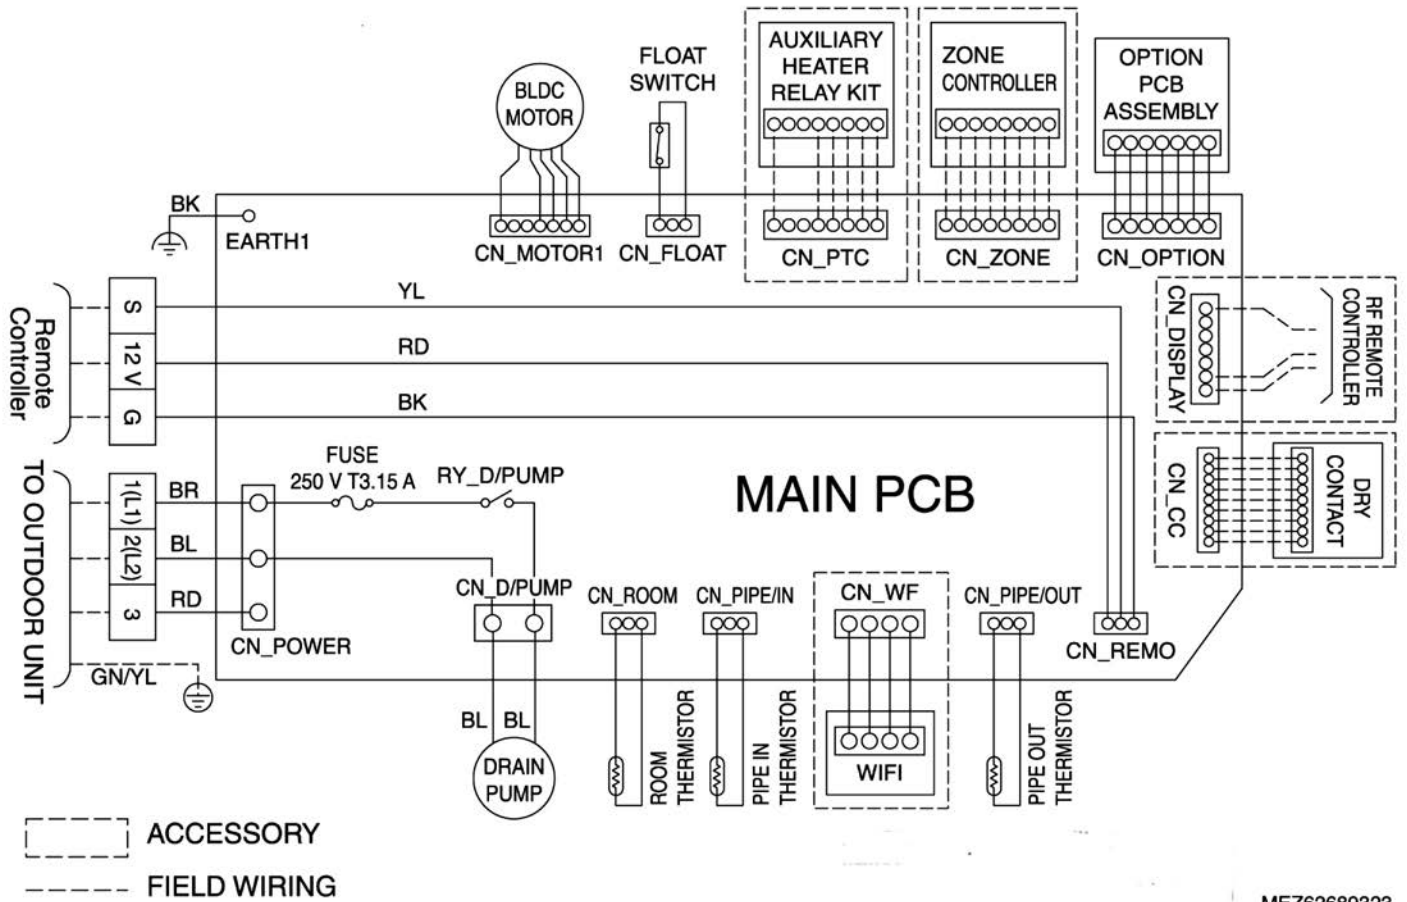 BLDC
MOTOR
FLOAT
SWITCH
AUXILIARY
HEATER
RELAY KIT
ZONE
CONTROLLER
OPTION
PCB
ASSEMBLY
BK
EARTH1
CN_MOTOR1
CN_FLOAT
CN_PTC
CN_ZONE
CN_OPTION
Remote
Controller
S
12 V
G
YL
RD
BK
CN_DISPLAY
RF REMOTE
CONTROLLER
TO OUTDOOR UNIT
1(L1)
2(L2)
3
BR
BL
RD
GN/YL
CN_POWER
FUSE
250 V T3.15 A
RY_D/PUMP
MAIN PCB
CN_CC
DRY
CONTACT
CN_D/PUMP
CN_ROOM
CN_PIPE/IN
CN_WF
CN_PIPE/OUT
CN_REMO
BL
BL
DRAIN
PUMP
ROOM
THERMISTOR
PIPE IN
THERMISTOR
WIFI
PIPE OUT
THERMISTOR
ACCESSORY
FIELD WIRING